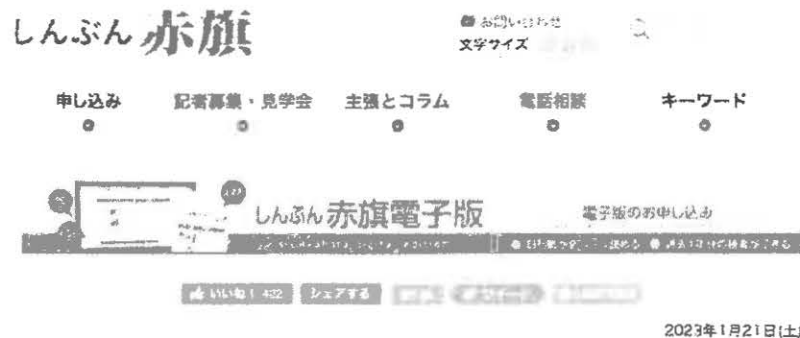 しんぶん 赤旗
お問い合わせ
文字サイズ
申し込み 記者募集・見学会 主張とコラム 電話相談 キーワード
しんぶん 赤旗電子版 電子版のお申し込み
いいね! 422 シェアする
2023年1月21日(土)